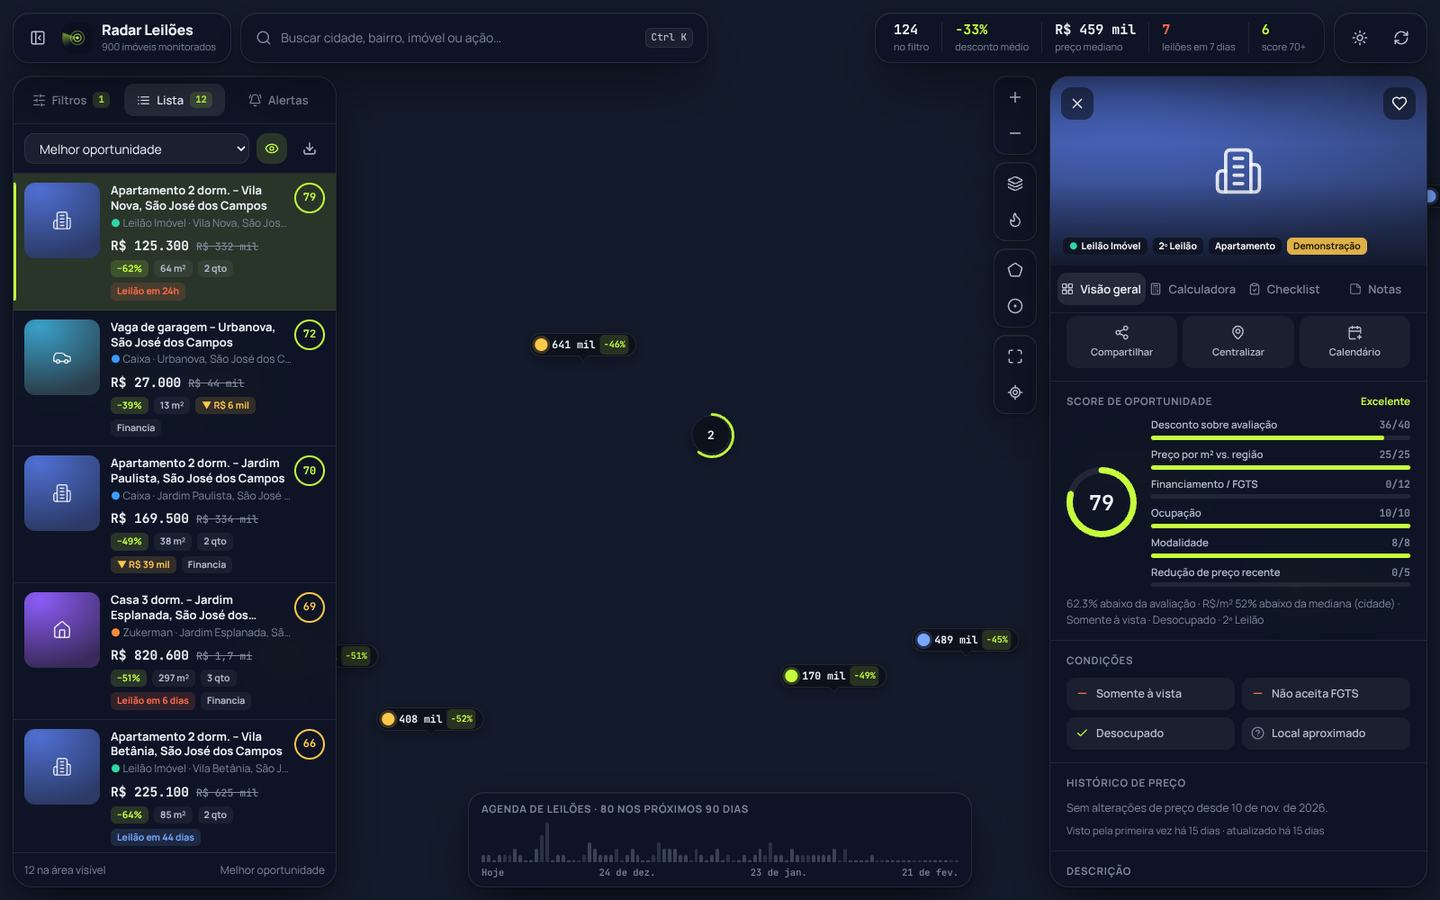 Radar Leilões
900 imóveis monitorados
Buscar cidade, bairro, imóvel ou ação...
Ctrl K
124
no filtro
-33%
desconto médio
R$ 459 mil
preço mediano
7
leilões em 7 dias
6
score 70+
Filtros 1
Lista 12
Alertas
Melhor oportunidade
Apartamento 2 dorm. – Vila
Nova, São José dos Campos
79
Leilão Imóvel · Vila Nova, São Jos...
R$ 125.300 R$ 332 mil
−62% 64 m² 2 qto
Leilão em 24h
Vaga de garagem – Urbanova,
São José dos Campos
72
Caixa · Urbanova, São José dos C...
R$ 27.000 R$ 44 mil
−39% 13 m² ▼ R$ 6 mil
Financia
Apartamento 2 dorm. – Jardim
Paulista, São José dos Campos
70
Caixa · Jardim Paulista, São José ...
R$ 169.500 R$ 334 mil
−49% 38 m² 2 qto
▼ R$ 39 mil Financia
Casa 3 dorm. – Jardim
Esplanada, São José dos...
69
Zukerman · Jardim Esplanada, Sã...
R$ 820.600 R$ 1,7 mi
−51% 297 m² 3 qto
Leilão em 6 dias Financia
Apartamento 2 dorm. – Vila
Betânia, São José dos Campos
66
Leilão Imóvel · Vila Betânia, São J...
R$ 225.100 R$ 625 mil
−64% 85 m² 2 qto
Leilão em 44 dias
12 na área visível
Melhor oportunidade
641 mil -46%
2
-51%
408 mil -52%
170 mil -49%
489 mil -45%
AGENDA DE LEILÕES · 80 NOS PRÓXIMOS 90 DIAS
Hoje
24 de dez.
23 de jan.
21 de fev.
Leilão Imóvel
2º Leilão
Apartamento
Demonstração
Visão geral
Calculadora
Checklist
Notas
Compartilhar
Centralizar
Calendário
SCORE DE OPORTUNIDADE
Excelente
79
Desconto sobre avaliação 36/40
Preço por m² vs. região 25/25
Financiamento / FGTS 0/12
Ocupação 10/10
Modalidade 8/8
Redução de preço recente 0/5
62.3% abaixo da avaliação · R$/m² 52% abaixo da mediana (cidade) ·
Somente à vista · Desocupado · 2º Leilão
CONDIÇÕES
Somente à vista
Não aceita FGTS
Desocupado
Local aproximado
HISTÓRICO DE PREÇO
Sem alterações de preço desde 10 de nov. de 2026.
Visto pela primeira vez há 15 dias · atualizado há 15 dias
DESCRIÇÃO